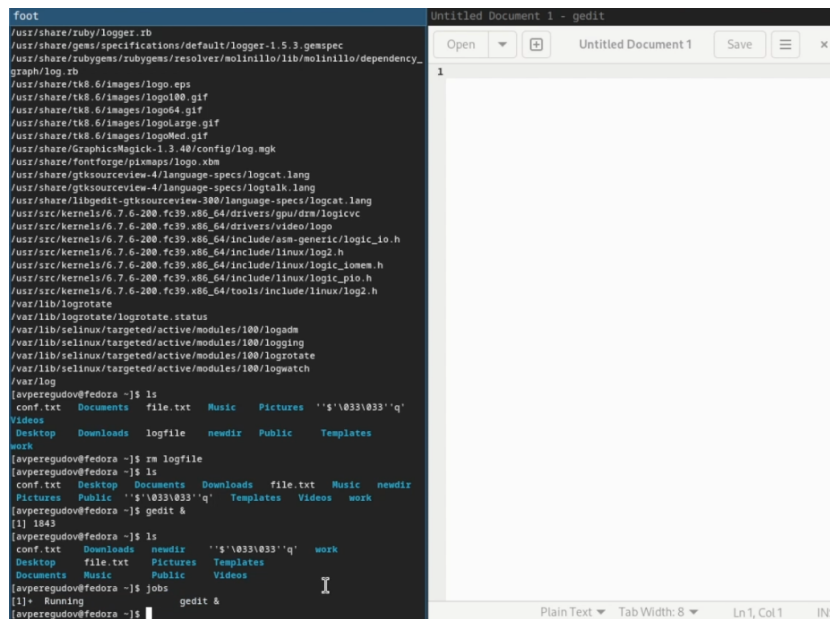 foot
/usr/share/ruby/logger.rb
/usr/share/gems/specifications/default/logger-1.5.3.gemspec
/usr/share/rubygems/rubygems/resolver/molinillo/lib/molinillo/dependency_
graph/log.rb
/usr/share/tk8.6/images/logo.eps
/usr/share/tk8.6/images/logo100.gif
/usr/share/tk8.6/images/logo64.gif
/usr/share/tk8.6/images/logoLarge.gif
/usr/share/tk8.6/images/logoMed.gif
/usr/share/GraphicsMagick-1.3.40/config/log.mgk
/usr/share/fontforge/pixmaps/logo.xbm
/usr/share/gtksourceview-4/language-specs/logcat.lang
/usr/share/gtksourceview-4/language-specs/logtalk.lang
/usr/share/libgedit-gtksourceview-300/language-specs/logcat.lang
/usr/src/kernels/6.7.6-200.fc39.x86_64/drivers/gpu/drm/logicvc
/usr/src/kernels/6.7.6-200.fc39.x86_64/drivers/video/logo
/usr/src/kernels/6.7.6-200.fc39.x86_64/include/asm-generic/logic_io.h
/usr/src/kernels/6.7.6-200.fc39.x86_64/include/linux/log2.h
/usr/src/kernels/6.7.6-200.fc39.x86_64/include/linux/logic_iomem.h
/usr/src/kernels/6.7.6-200.fc39.x86_64/include/linux/logic_pio.h
/usr/src/kernels/6.7.6-200.fc39.x86_64/tools/include/linux/log2.h
/var/lib/logrotate
/var/lib/logrotate/logrotate.status
/var/lib/selinux/targeted/active/modules/100/logadm
/var/lib/selinux/targeted/active/modules/100/logging
/var/lib/selinux/targeted/active/modules/100/logrotate
/var/lib/selinux/targeted/active/modules/100/logwatch
/var/log
[avperegudov@fedora ~]$ ls
conf.txt Documents file.txt Music Pictures ''$'\033\033''q'
Videos
Desktop Downloads logfile newdir Public Templates
work
[avperegudov@fedora ~]$ rm logfile
[avperegudov@fedora ~]$ ls
conf.txt Desktop Documents Downloads file.txt Music newdir
Pictures Public ''$'\033\033''q' Templates Videos work
[avperegudov@fedora ~]$ gedit &
[1] 1843
[avperegudov@fedora ~]$ ls
conf.txt Downloads newdir ''$'\033\033''q' work
Desktop file.txt Pictures Templates
Documents Music Public Videos
[avperegudov@fedora ~]$ jobs
[1]+ Running gedit &
[avperegudov@fedora ~]$
Untitled Document 1 - gedit
Open Untitled Document 1 Save
1
Plain Text Tab Width: 8 Ln 1, Col 1 IN